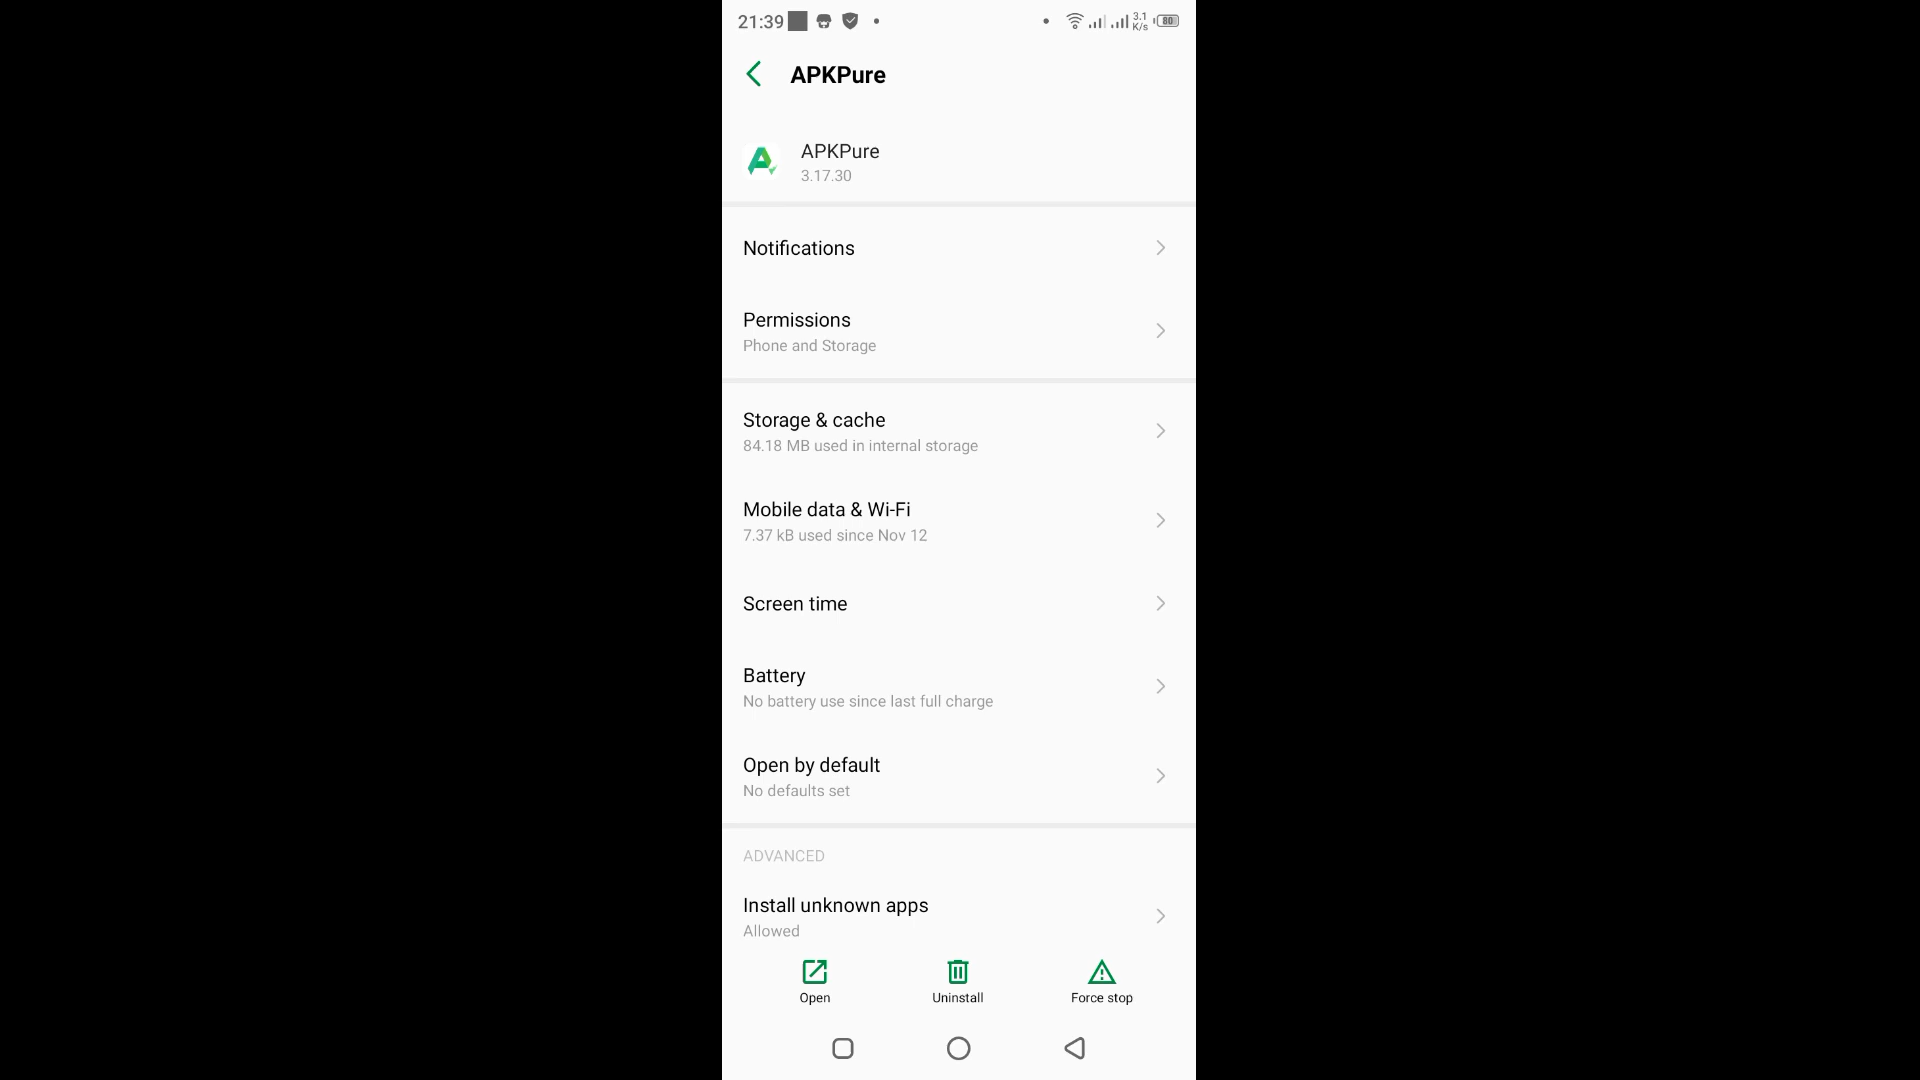 21:39 3.1 K/s 80
APKPure
APKPure
3.17.30
Notifications
Permissions
Phone and Storage
Storage & cache
84.18 MB used in internal storage
Mobile data & Wi-Fi
7.37 kB used since Nov 12
Screen time
Battery
No battery use since last full charge
Open by default
No defaults set
ADVANCED
Install unknown apps
Allowed
Open Uninstall Force stop